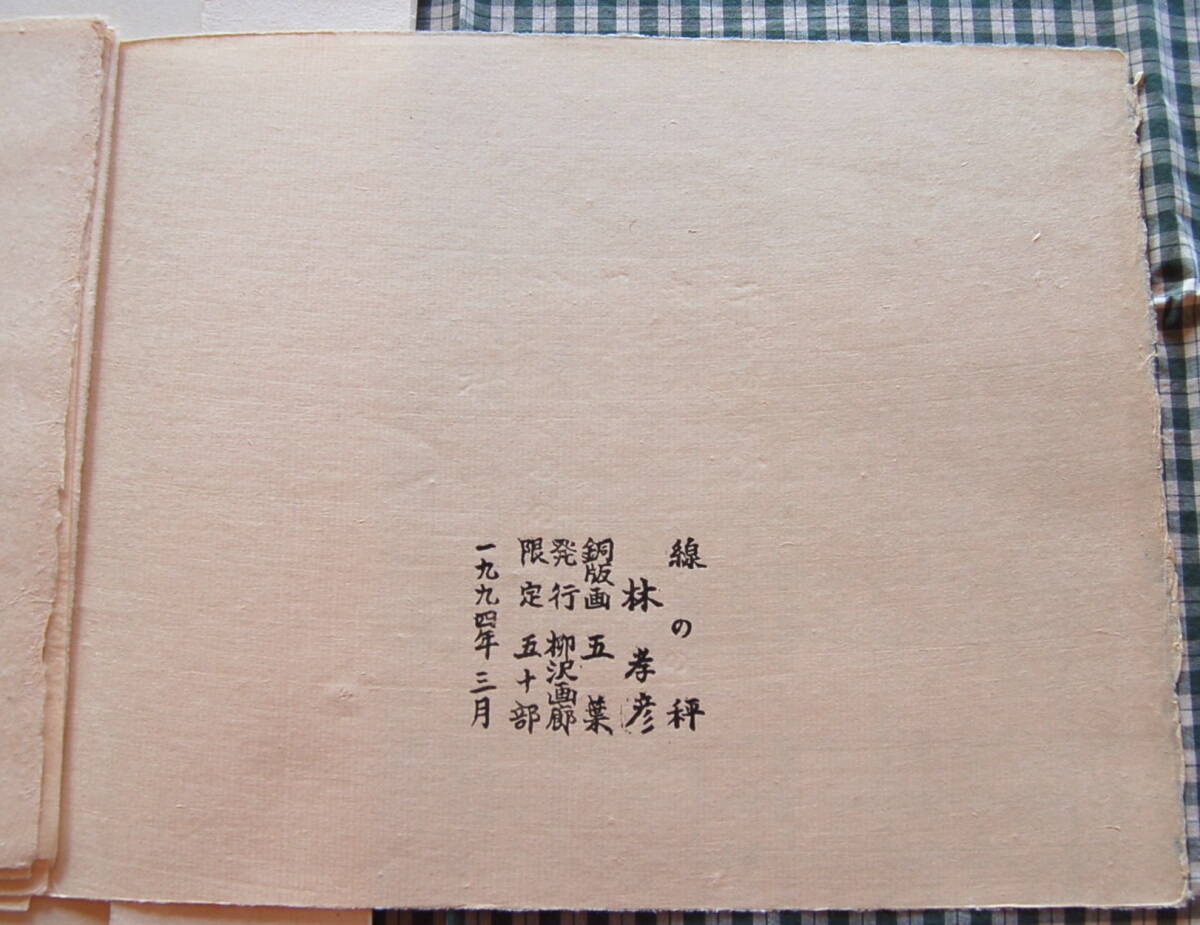 線の秤
林孝彦
銅版画 五葉
発行 柳沢画廊
限定 五十部
一九九四年 三月